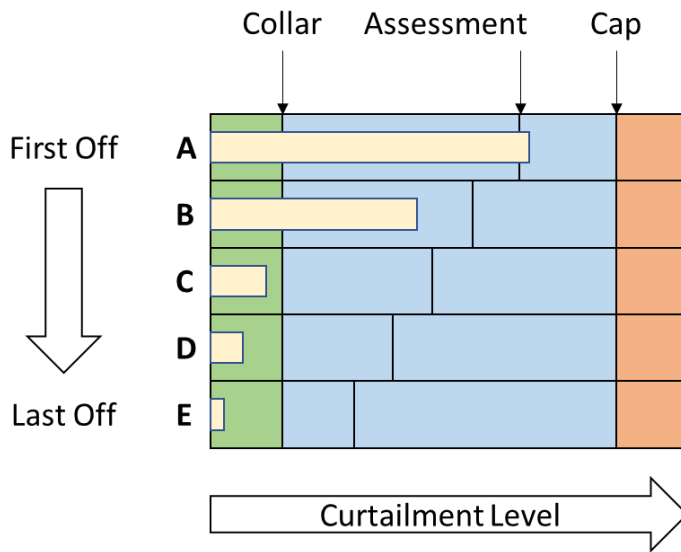 Collar Assessment Cap
First Off A
B
C
D
Last Off E
Curtailment Level